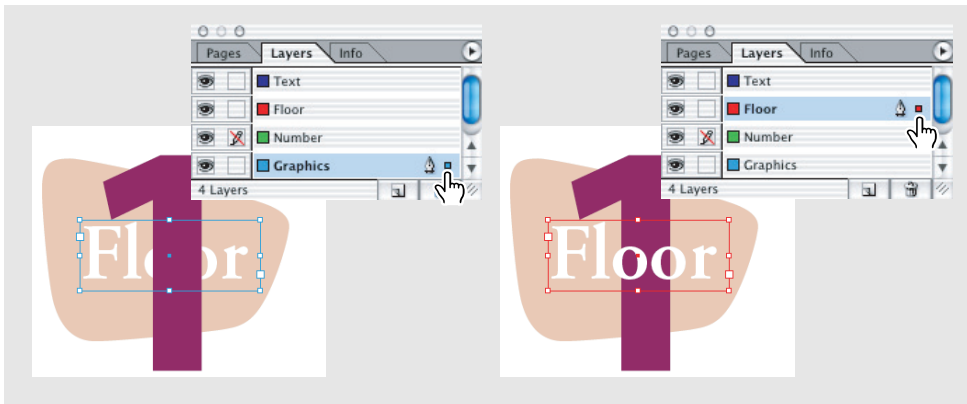 Pages Layers Info
Text
Floor
Number
Graphics
4 Layers
1
Floor
Pages Layers Info
Text
Floor
Number
Graphics
4 Layers
1
Floor